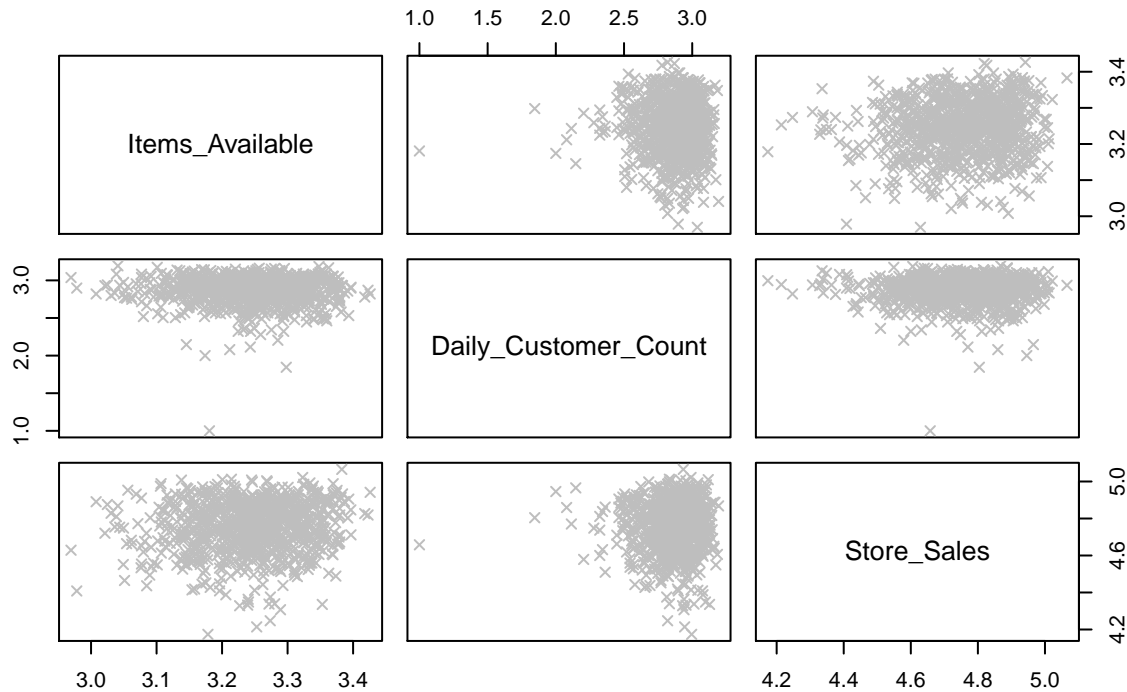 1.0 1.5 2.0 2.5 3.0
Items_Available
3.0 3.2 3.4
1.0 2.0 3.0
Daily_Customer_Count
Store_Sales
4.2 4.6 5.0
3.0 3.1 3.2 3.3 3.4
4.2 4.4 4.6 4.8 5.0